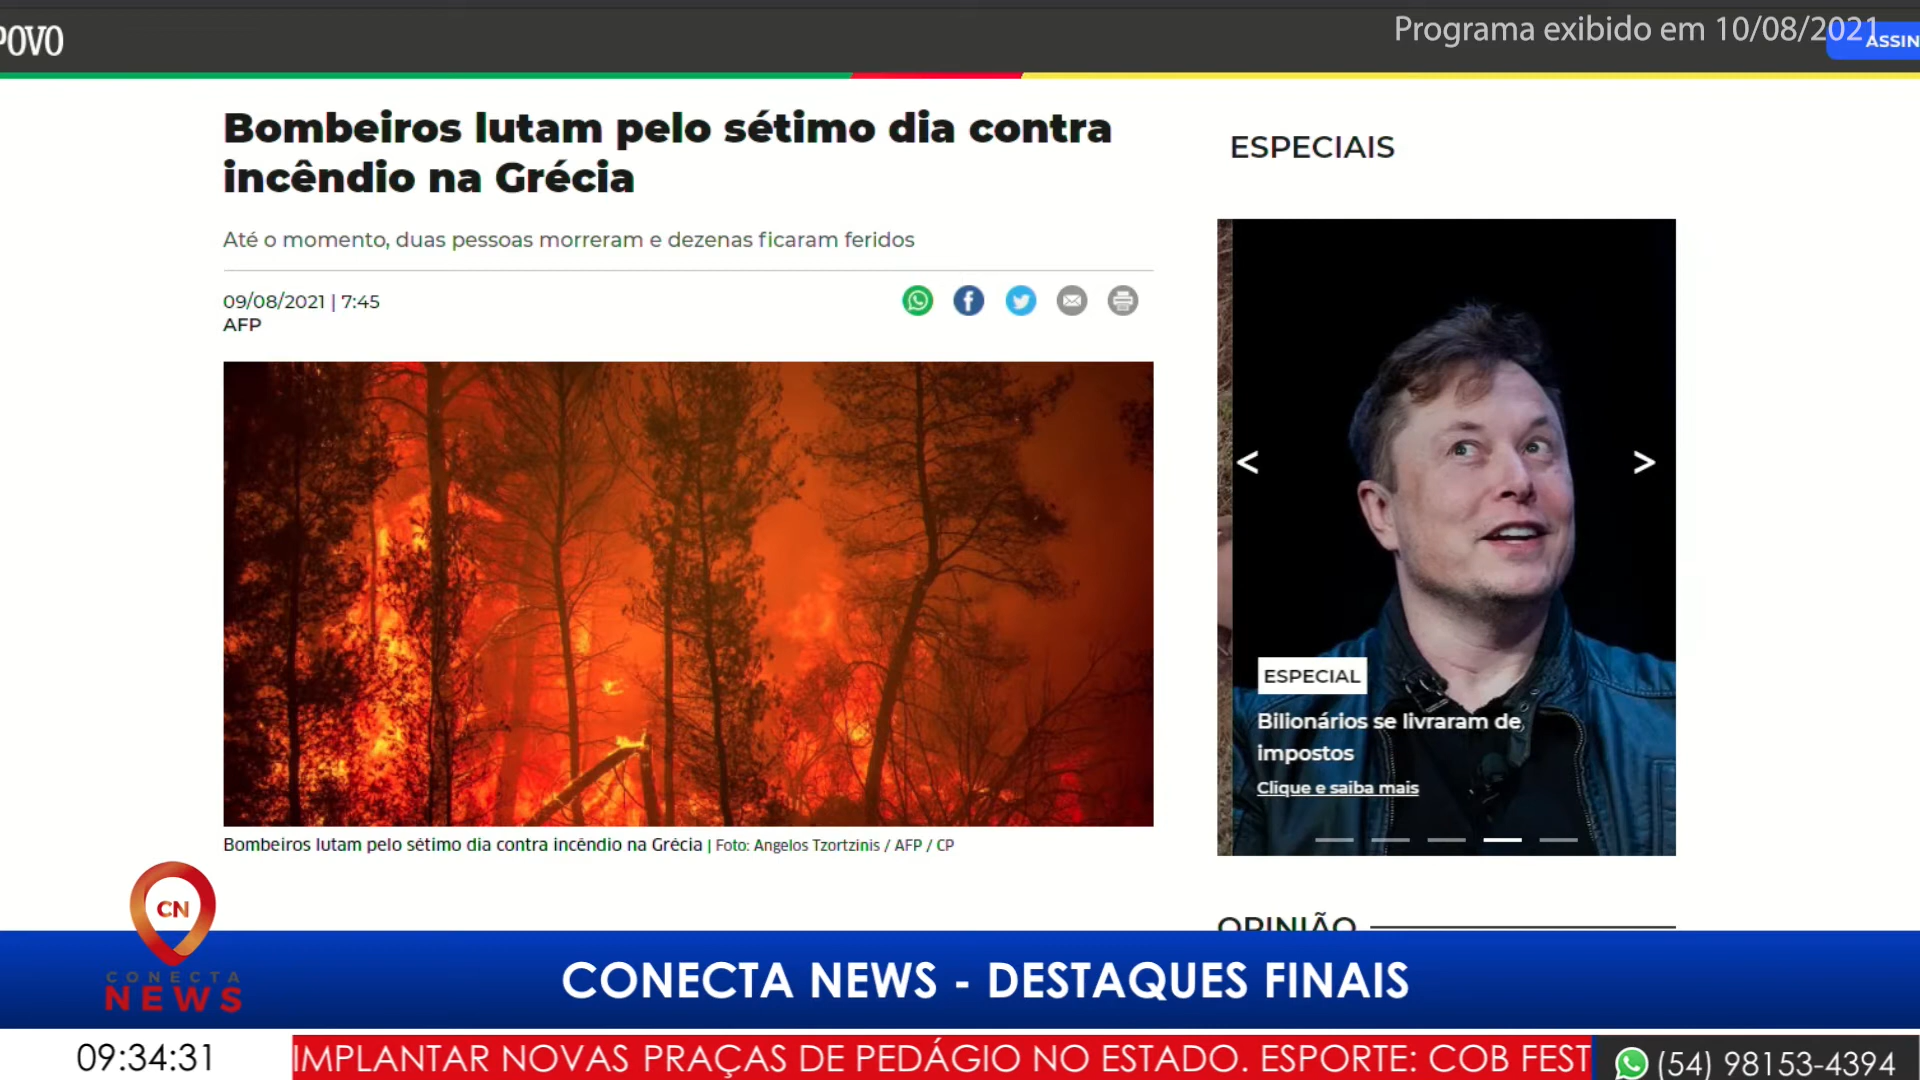 POVO
Programa exibido em 10/08/2021
ASSIN
Bombeiros lutam pelo sétimo dia contra
incêndio na Grécia
Até o momento, duas pessoas morreram e dezenas ficaram feridos
09/08/2021 | 7:45
AFP
Bombeiros lutam pelo sétimo dia contra incêndio na Grécia | Foto: Angelos Tzortzinis / AFP / CP
ESPECIAIS
<
>
ESPECIAL
Bilionários se livraram de
impostos
Clique e saiba mais
OPINIÃO
CN
CONECTA
NEWS
CONECTA NEWS - DESTAQUES FINAIS
09:34:31
IMPLANTAR NOVAS PRAÇAS DE PEDÁGIO NO ESTADO. ESPORTE: COB FEST
(54) 98153-4394